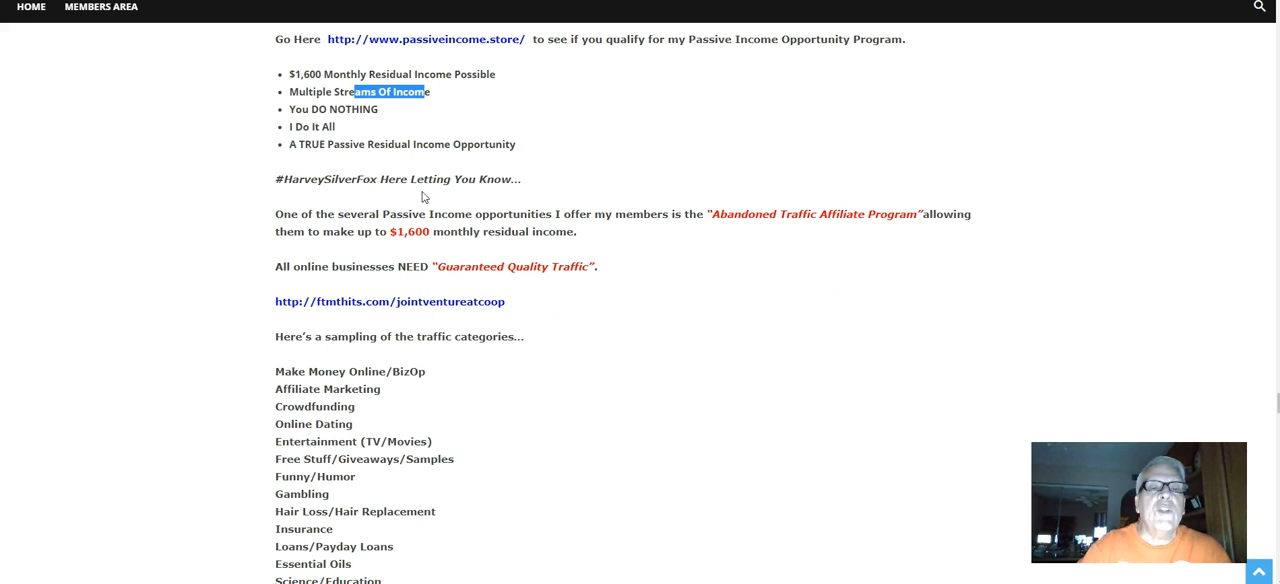 HOME MEMBERS AREA
Go Here http://www.passiveincome.store/ to see if you qualify for my Passive Income Opportunity Program.
• $1,600 Monthly Residual Income Possible
• Multiple Streams Of Income
• You DO NOTHING
• I Do It All
• A TRUE Passive Residual Income Opportunity
#HarveySilverFox Here Letting You Know...
One of the several Passive Income opportunities I offer my members is the "Abandoned Traffic Affiliate Program"allowing
them to make up to $1,600 monthly residual income.
All online businesses NEED "Guaranteed Quality Traffic".
http://ftmthits.com/jointventureatcoop
Here's a sampling of the traffic categories...
Make Money Online/BizOp
Affiliate Marketing
Crowdfunding
Online Dating
Entertainment (TV/Movies)
Free Stuff/Giveaways/Samples
Funny/Humor
Gambling
Hair Loss/Hair Replacement
Insurance
Loans/Payday Loans
Essential Oils
Science/Education